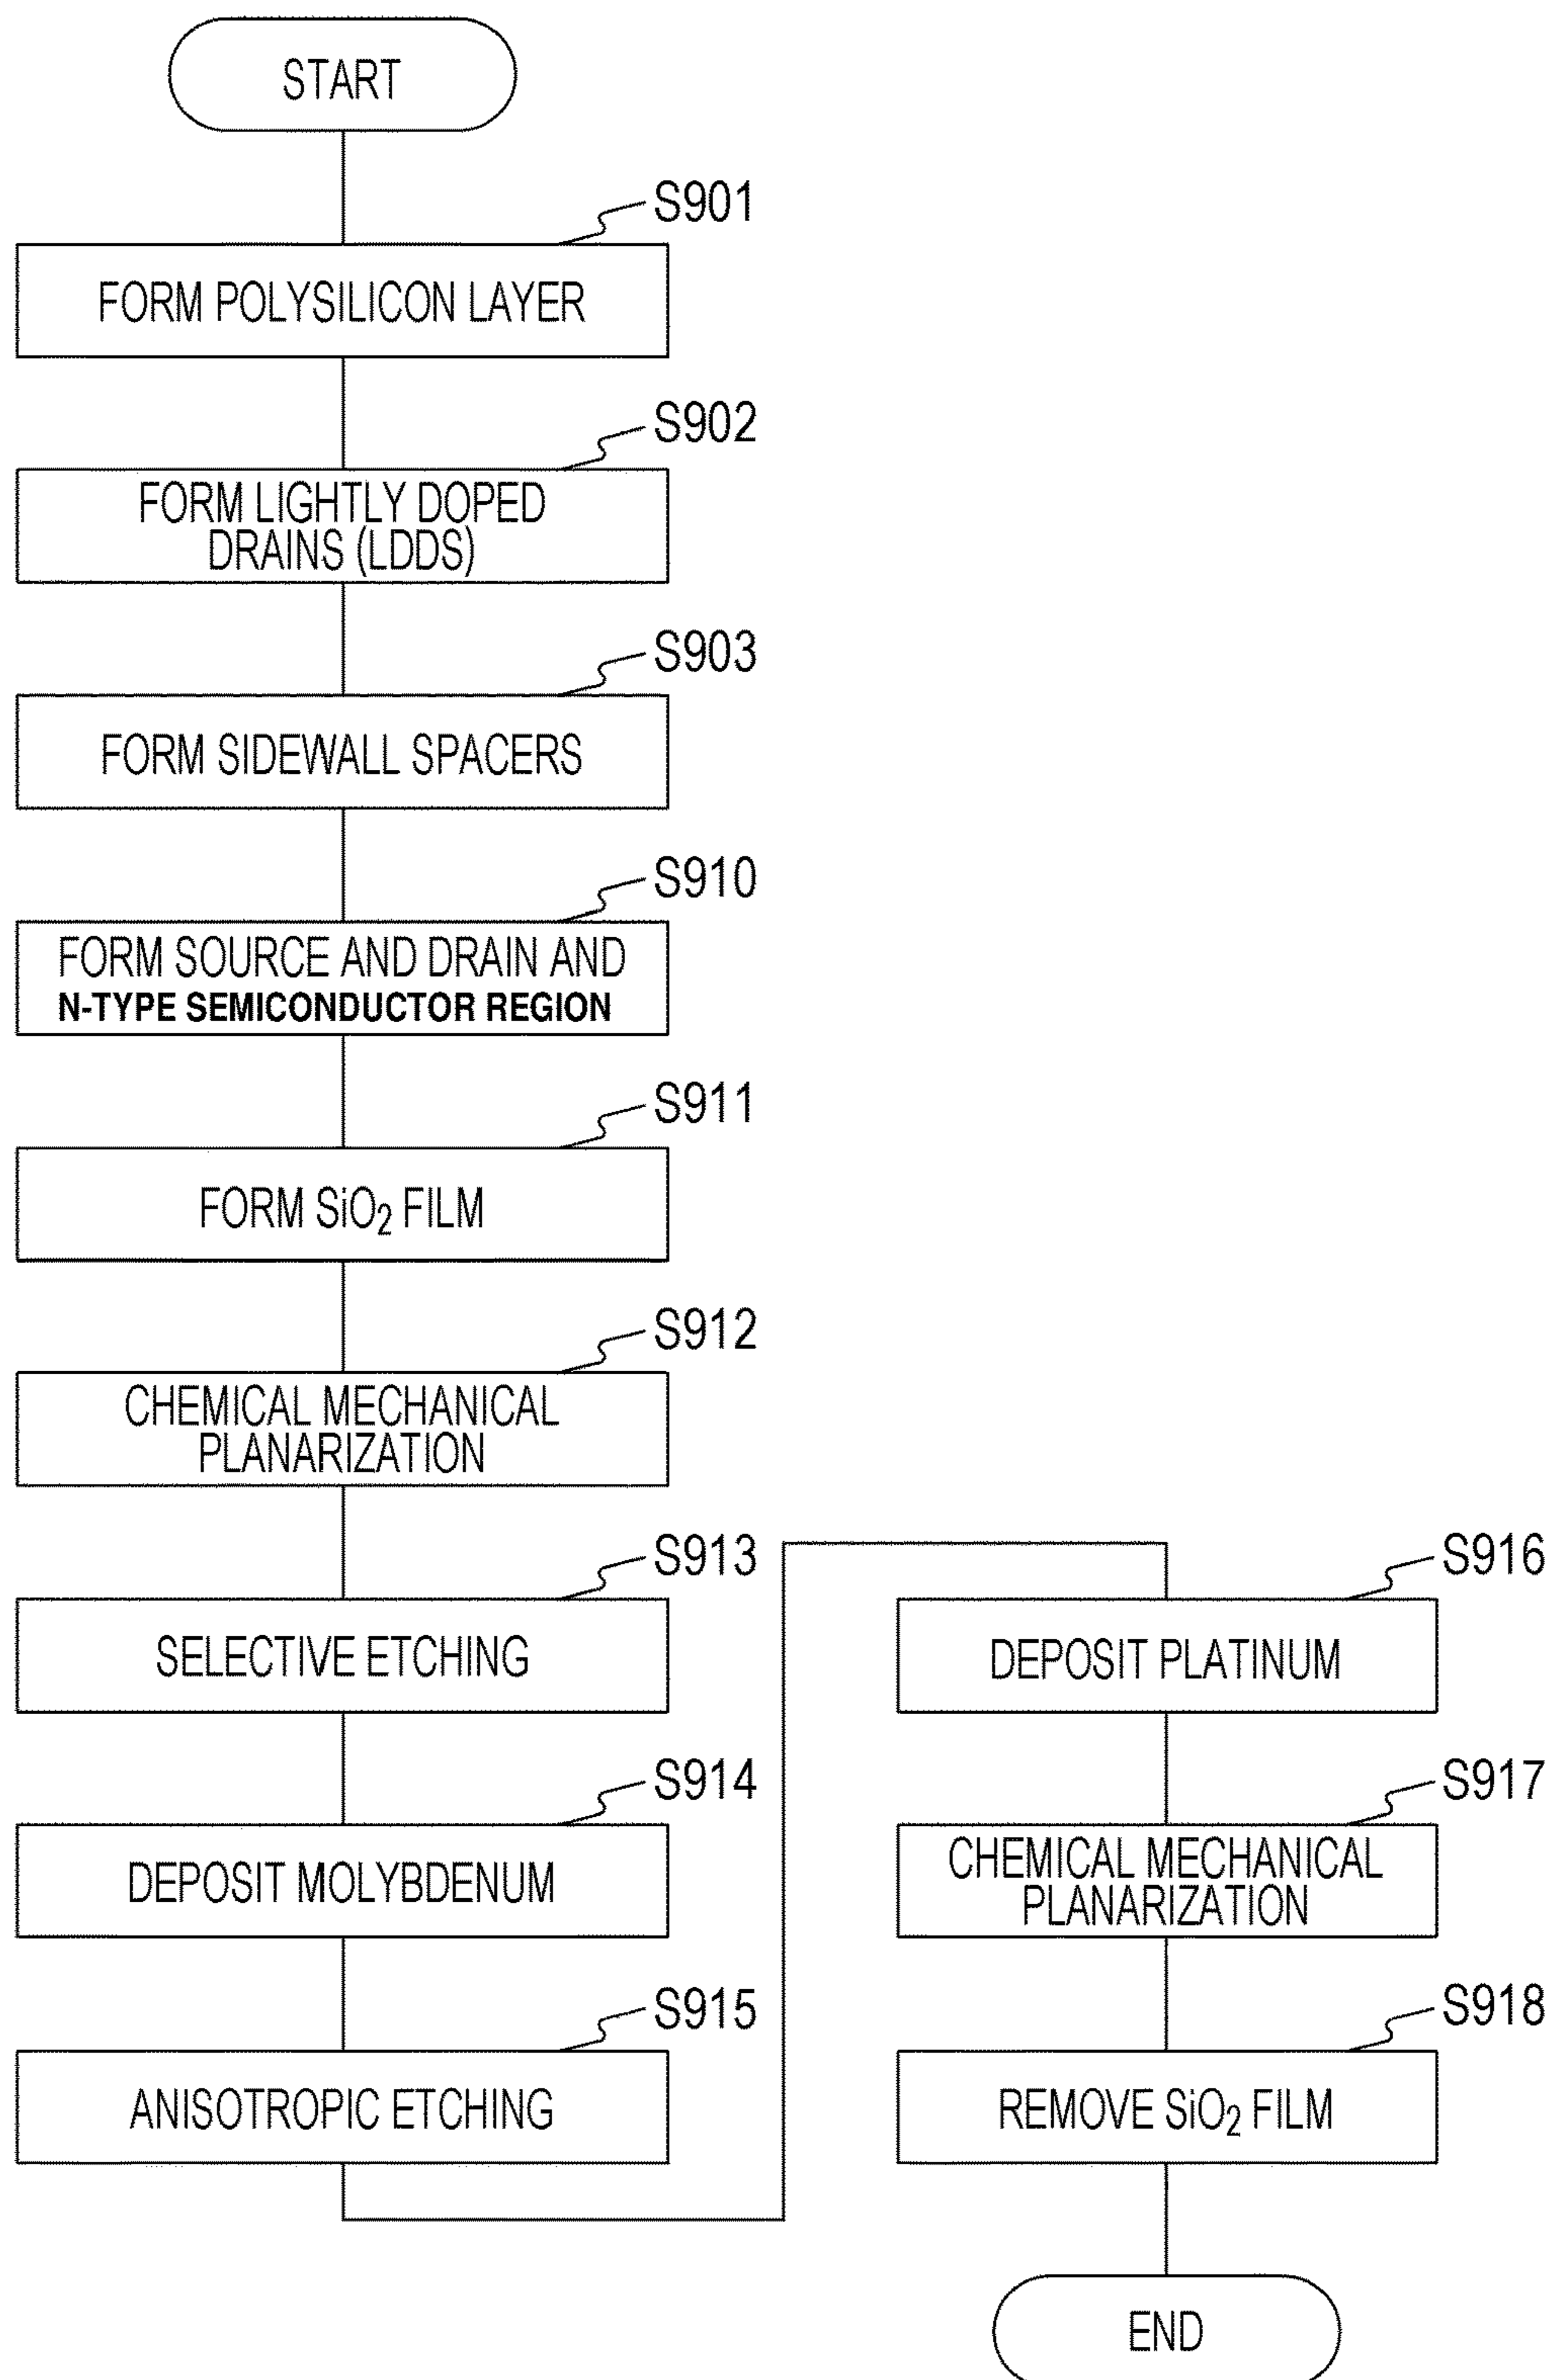 START
S901
FORM POLYSILICON LAYER
S902
FORM LIGHTLY DOPED
DRAINS (LDDS)
S903
FORM SIDEWALL SPACERS
S910
FORM SOURCE AND DRAIN AND
N-TYPE SEMICONDUCTOR REGION
S911
FORM SiO₂ FILM
S912
CHEMICAL MECHANICAL
PLANARIZATION
S913
SELECTIVE ETCHING
S914
DEPOSIT MOLYBDENUM
S915
ANISOTROPIC ETCHING
S916
DEPOSIT PLATINUM
S917
CHEMICAL MECHANICAL
PLANARIZATION
S918
REMOVE SiO₂ FILM
END